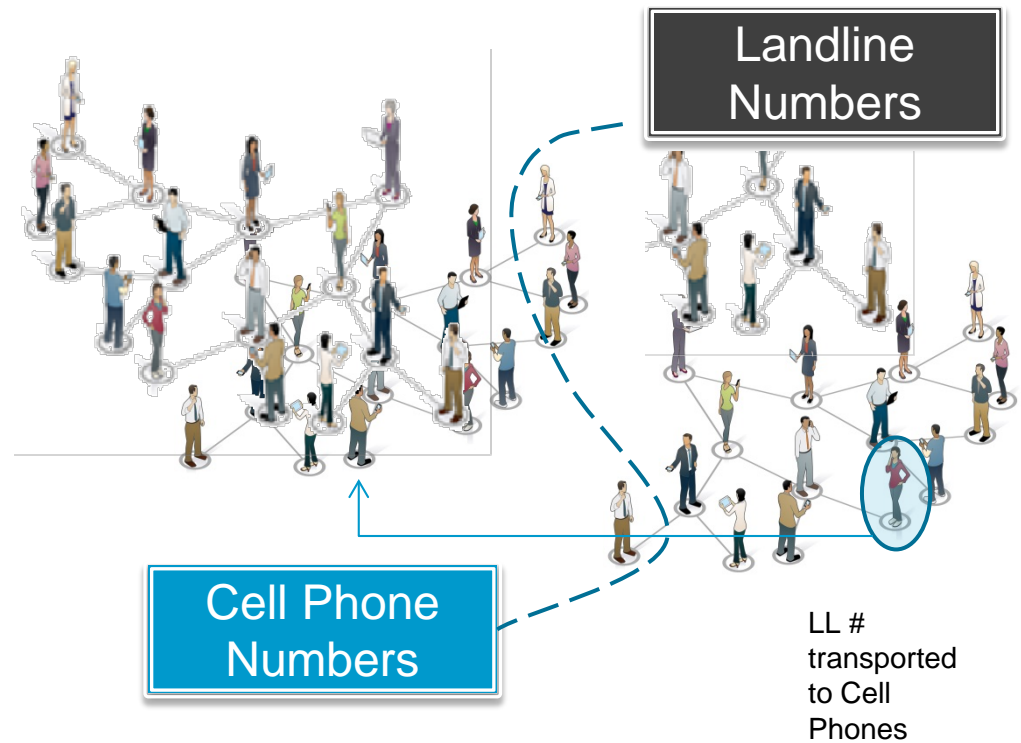 Landline
Numbers
Cell Phone
Numbers
LL #
transported
to Cell
Phones